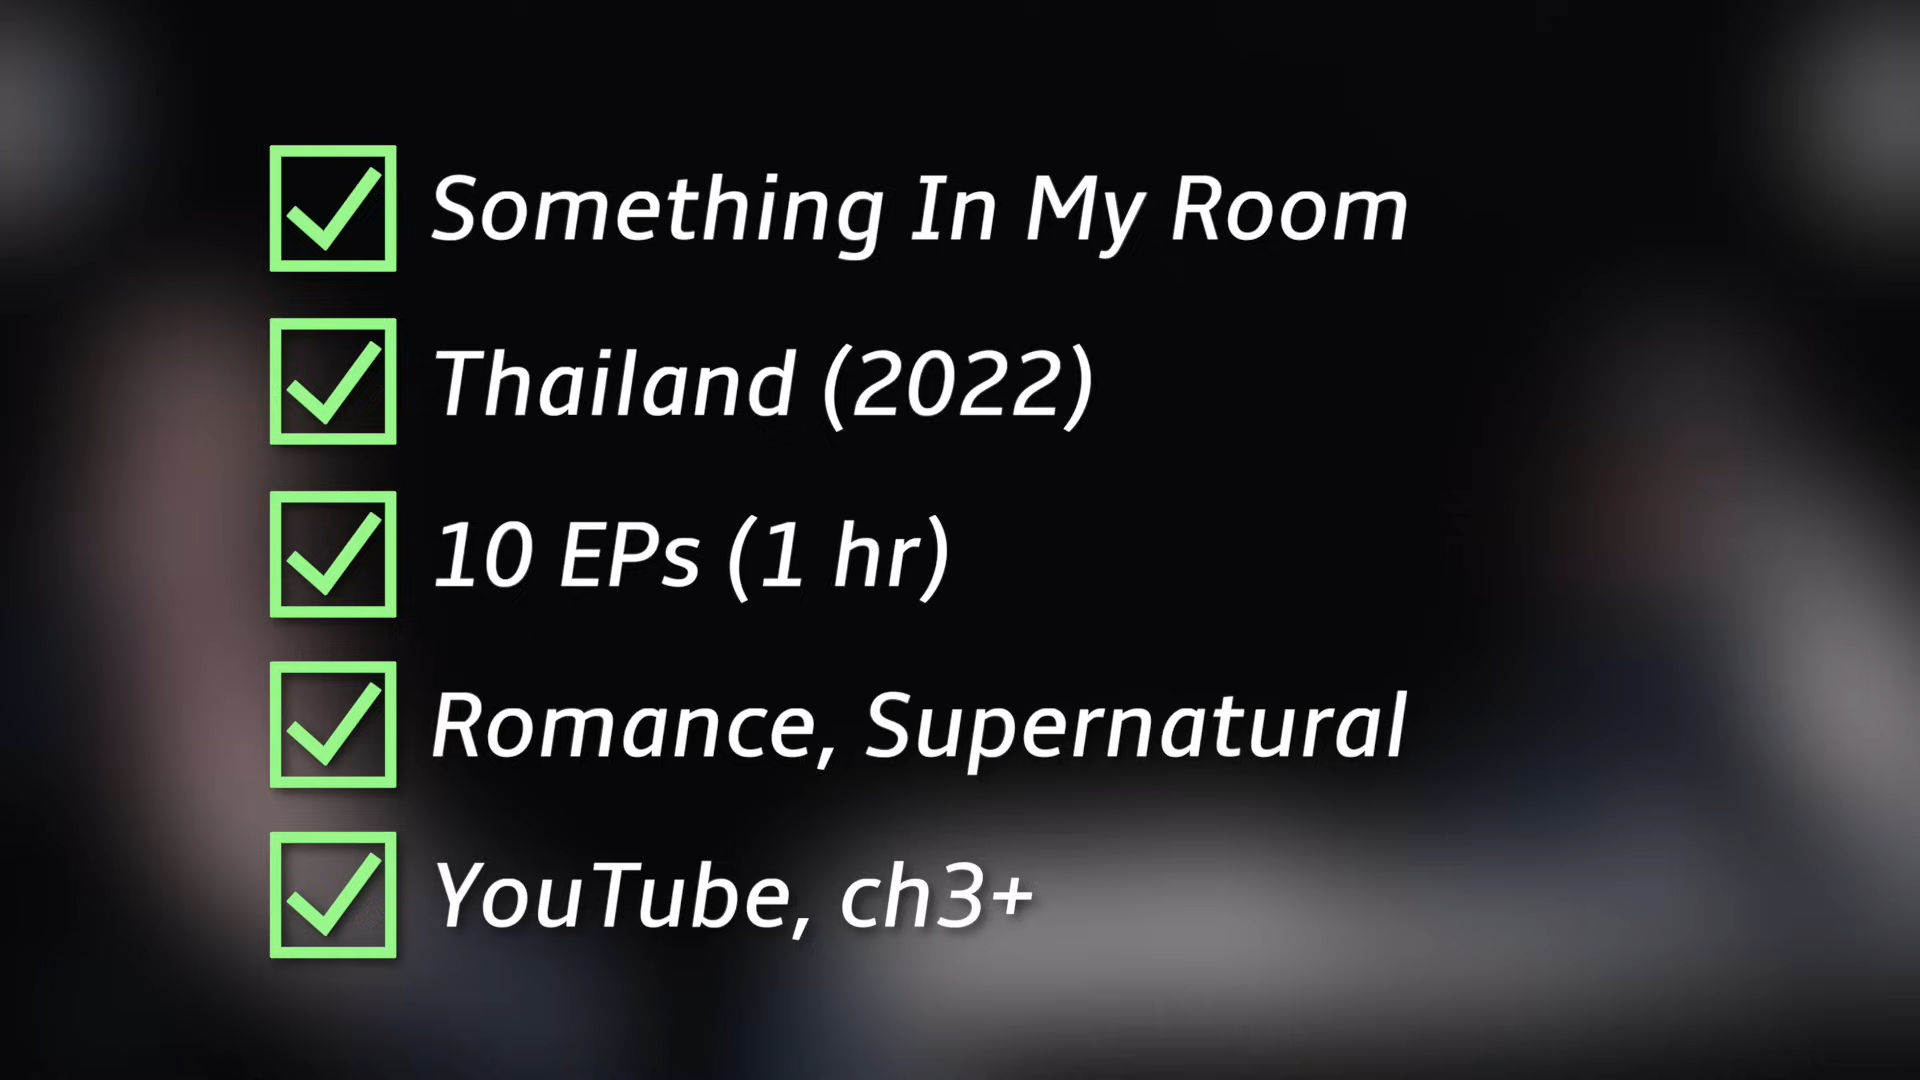 Something In My Room
Thailand (2022)
10 EPs (1 hr)
Romance, Supernatural
YouTube, ch3+